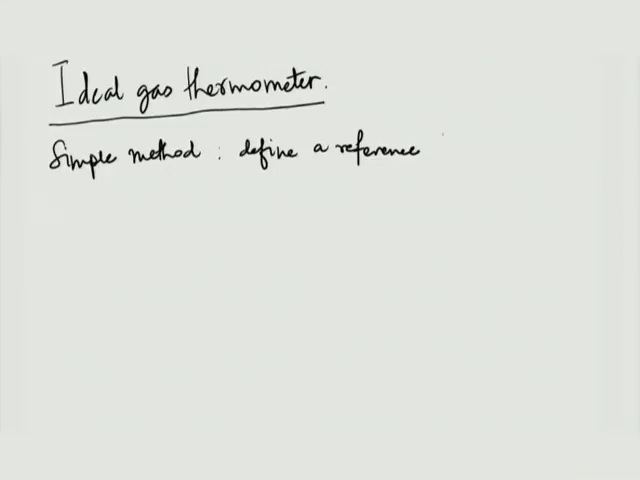 Ideal gas thermometer.
Simple method : define a reference